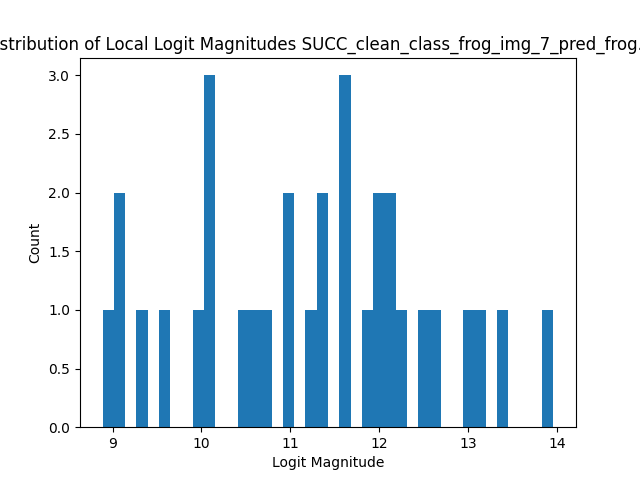 stribution of Local Logit Magnitudes SUCC_clean_class_frog_img_7_pred_frog.
3.0
2.5
2.0
1.5
1.0
0.5
0.0
Count
9 10 11 12 13 14
Logit Magnitude